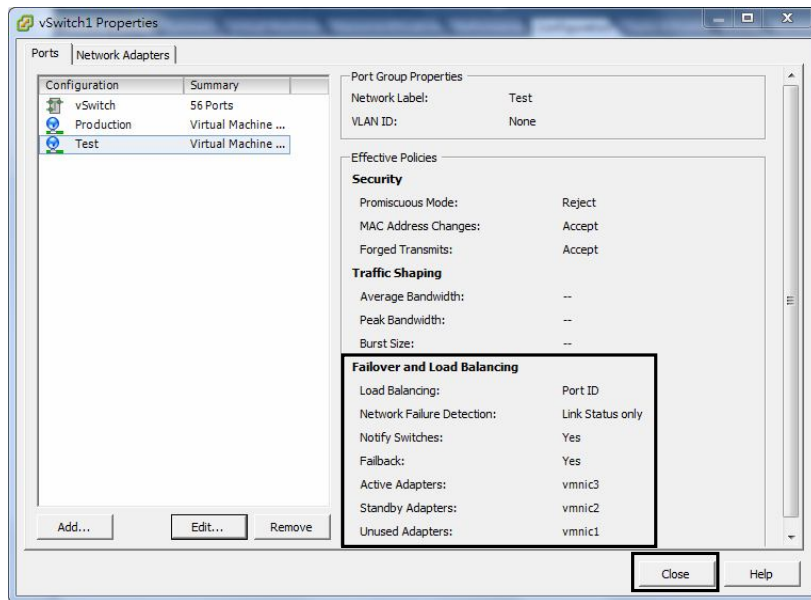 vSwitch1 Properties
Ports Network Adapters
Configuration Summary
vSwitch 56 Ports
Production Virtual Machine ...
Test Virtual Machine ...
Add... Edit... Remove
Port Group Properties
Network Label: Test
VLAN ID: None
Effective Policies
Security
Promiscuous Mode: Reject
MAC Address Changes: Accept
Forged Transmits: Accept
Traffic Shaping
Average Bandwidth: --
Peak Bandwidth: --
Burst Size: --
Failover and Load Balancing
Load Balancing: Port ID
Network Failure Detection: Link Status only
Notify Switches: Yes
Failback: Yes
Active Adapters: vmnic3
Standby Adapters: vmnic2
Unused Adapters: vmnic1
Close Help